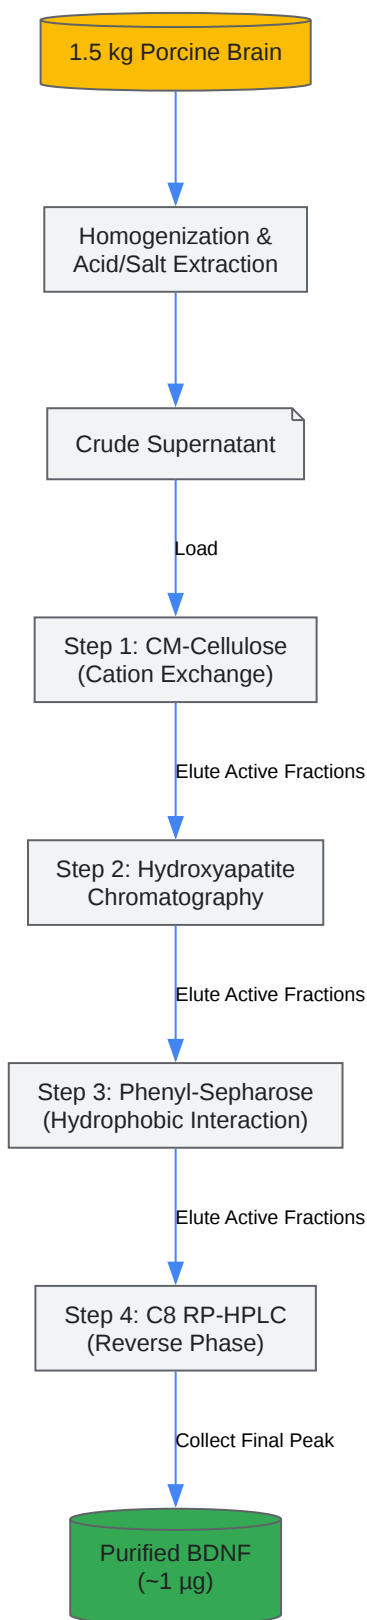 1.5 kg Porcine Brain
Homogenization &
Acid/Salt Extraction
Crude Supernatant
Load
Step 1: CM-Cellulose
(Cation Exchange)
Elute Active Fractions
Step 2: Hydroxyapatite
Chromatography
Elute Active Fractions
Step 3: Phenyl-Sepharose
(Hydrophobic Interaction)
Elute Active Fractions
Step 4: C8 RP-HPLC
(Reverse Phase)
Collect Final Peak
Purified BDNF
(~1 µg)